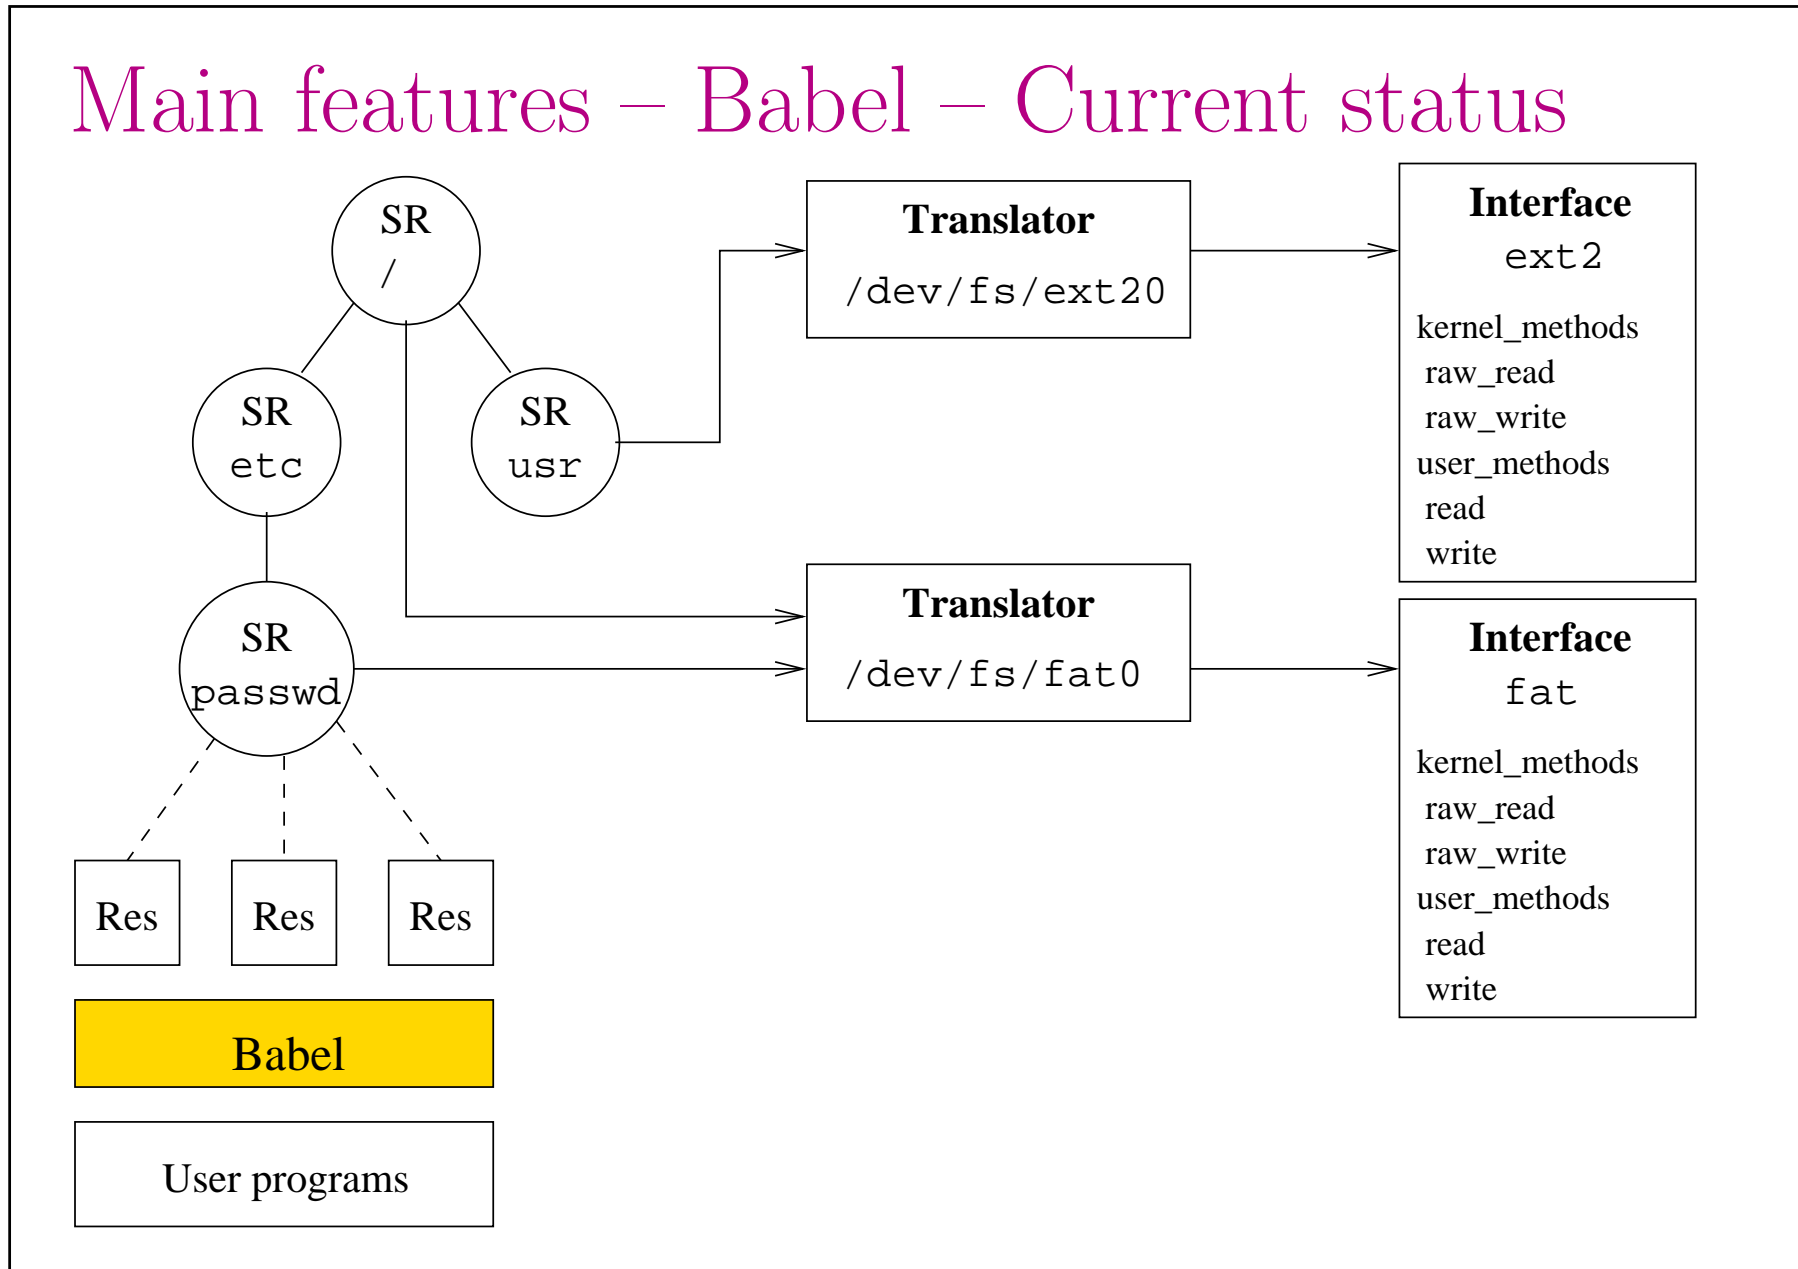 Main features – Babel – Current status
SR
/
SR
etc
SR
usr
SR
passwd
Res
Res
Res
Babel
User programs
Translator
/dev/fs/ext20
Translator
/dev/fs/fat0
Interface
ext2
kernel_methods
raw_read
raw_write
user_methods
read
write
Interface
fat
kernel_methods
raw_read
raw_write
user_methods
read
write